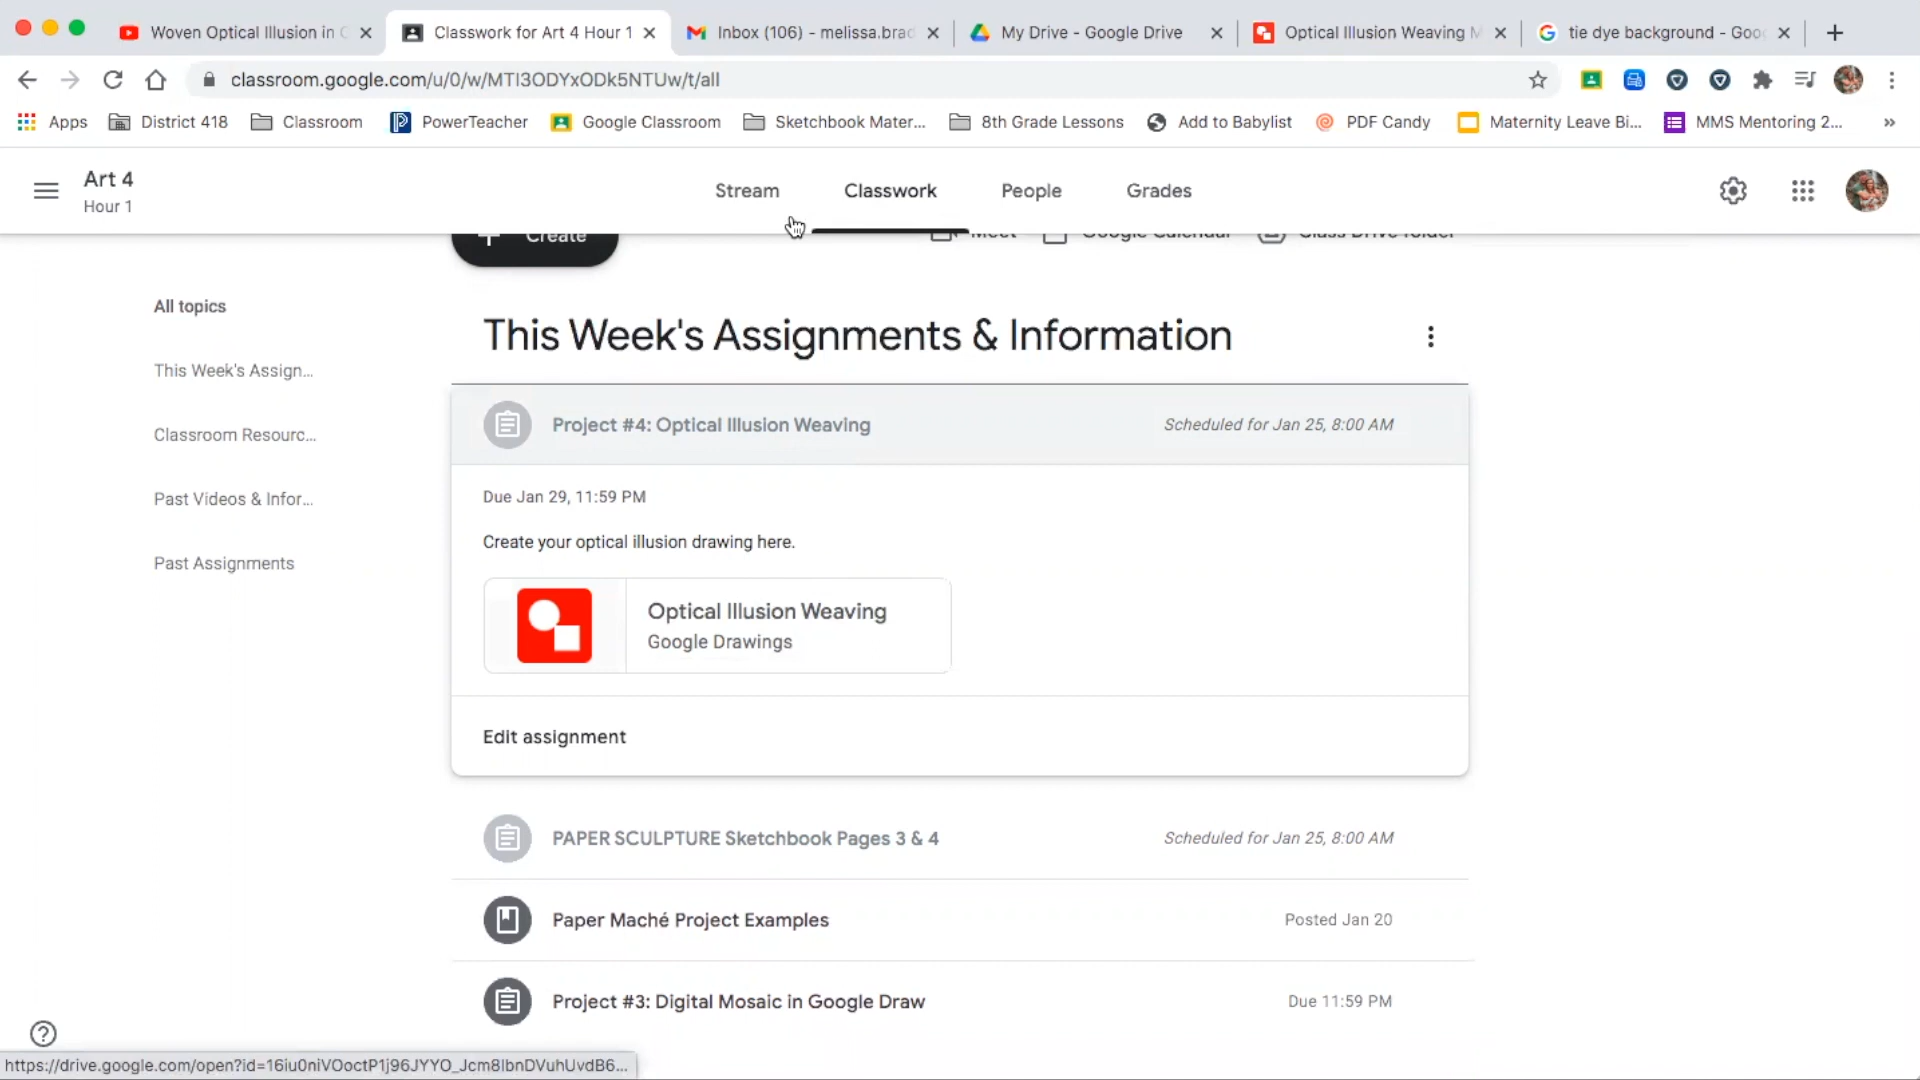 Woven Optical Illusion in
Classwork for Art 4 Hour 1
Inbox (106) - melissa.brad
My Drive - Google Drive
Optical Illusion Weaving
tie dye background - Goo
classroom.google.com/u/0/w/MTI3ODYxODk5NTUw/t/all
Apps
District 418
Classroom
PowerTeacher
Google Classroom
Sketchbook Mater...
8th Grade Lessons
Add to Babylist
PDF Candy
Maternity Leave Bi...
MMS Mentoring 2...
»
Art 4
Hour 1
Stream
Classwork
People
Grades
+ Create
Meet
Google Calendar
Class Drive folder
All topics
This Week's Assign...
Classroom Resourc...
Past Videos & Infor...
Past Assignments
This Week's Assignments & Information
Project #4: Optical Illusion Weaving
Scheduled for Jan 25, 8:00 AM
Due Jan 29, 11:59 PM
Create your optical illusion drawing here.
Optical Illusion Weaving
Google Drawings
Edit assignment
PAPER SCULPTURE Sketchbook Pages 3 & 4
Scheduled for Jan 25, 8:00 AM
Paper Maché Project Examples
Posted Jan 20
Project #3: Digital Mosaic in Google Draw
Due 11:59 PM
https://drive.google.com/open?id=16iu0niVOoctP1j96JYYO_Jcm8IbnDVuhUvdB6...